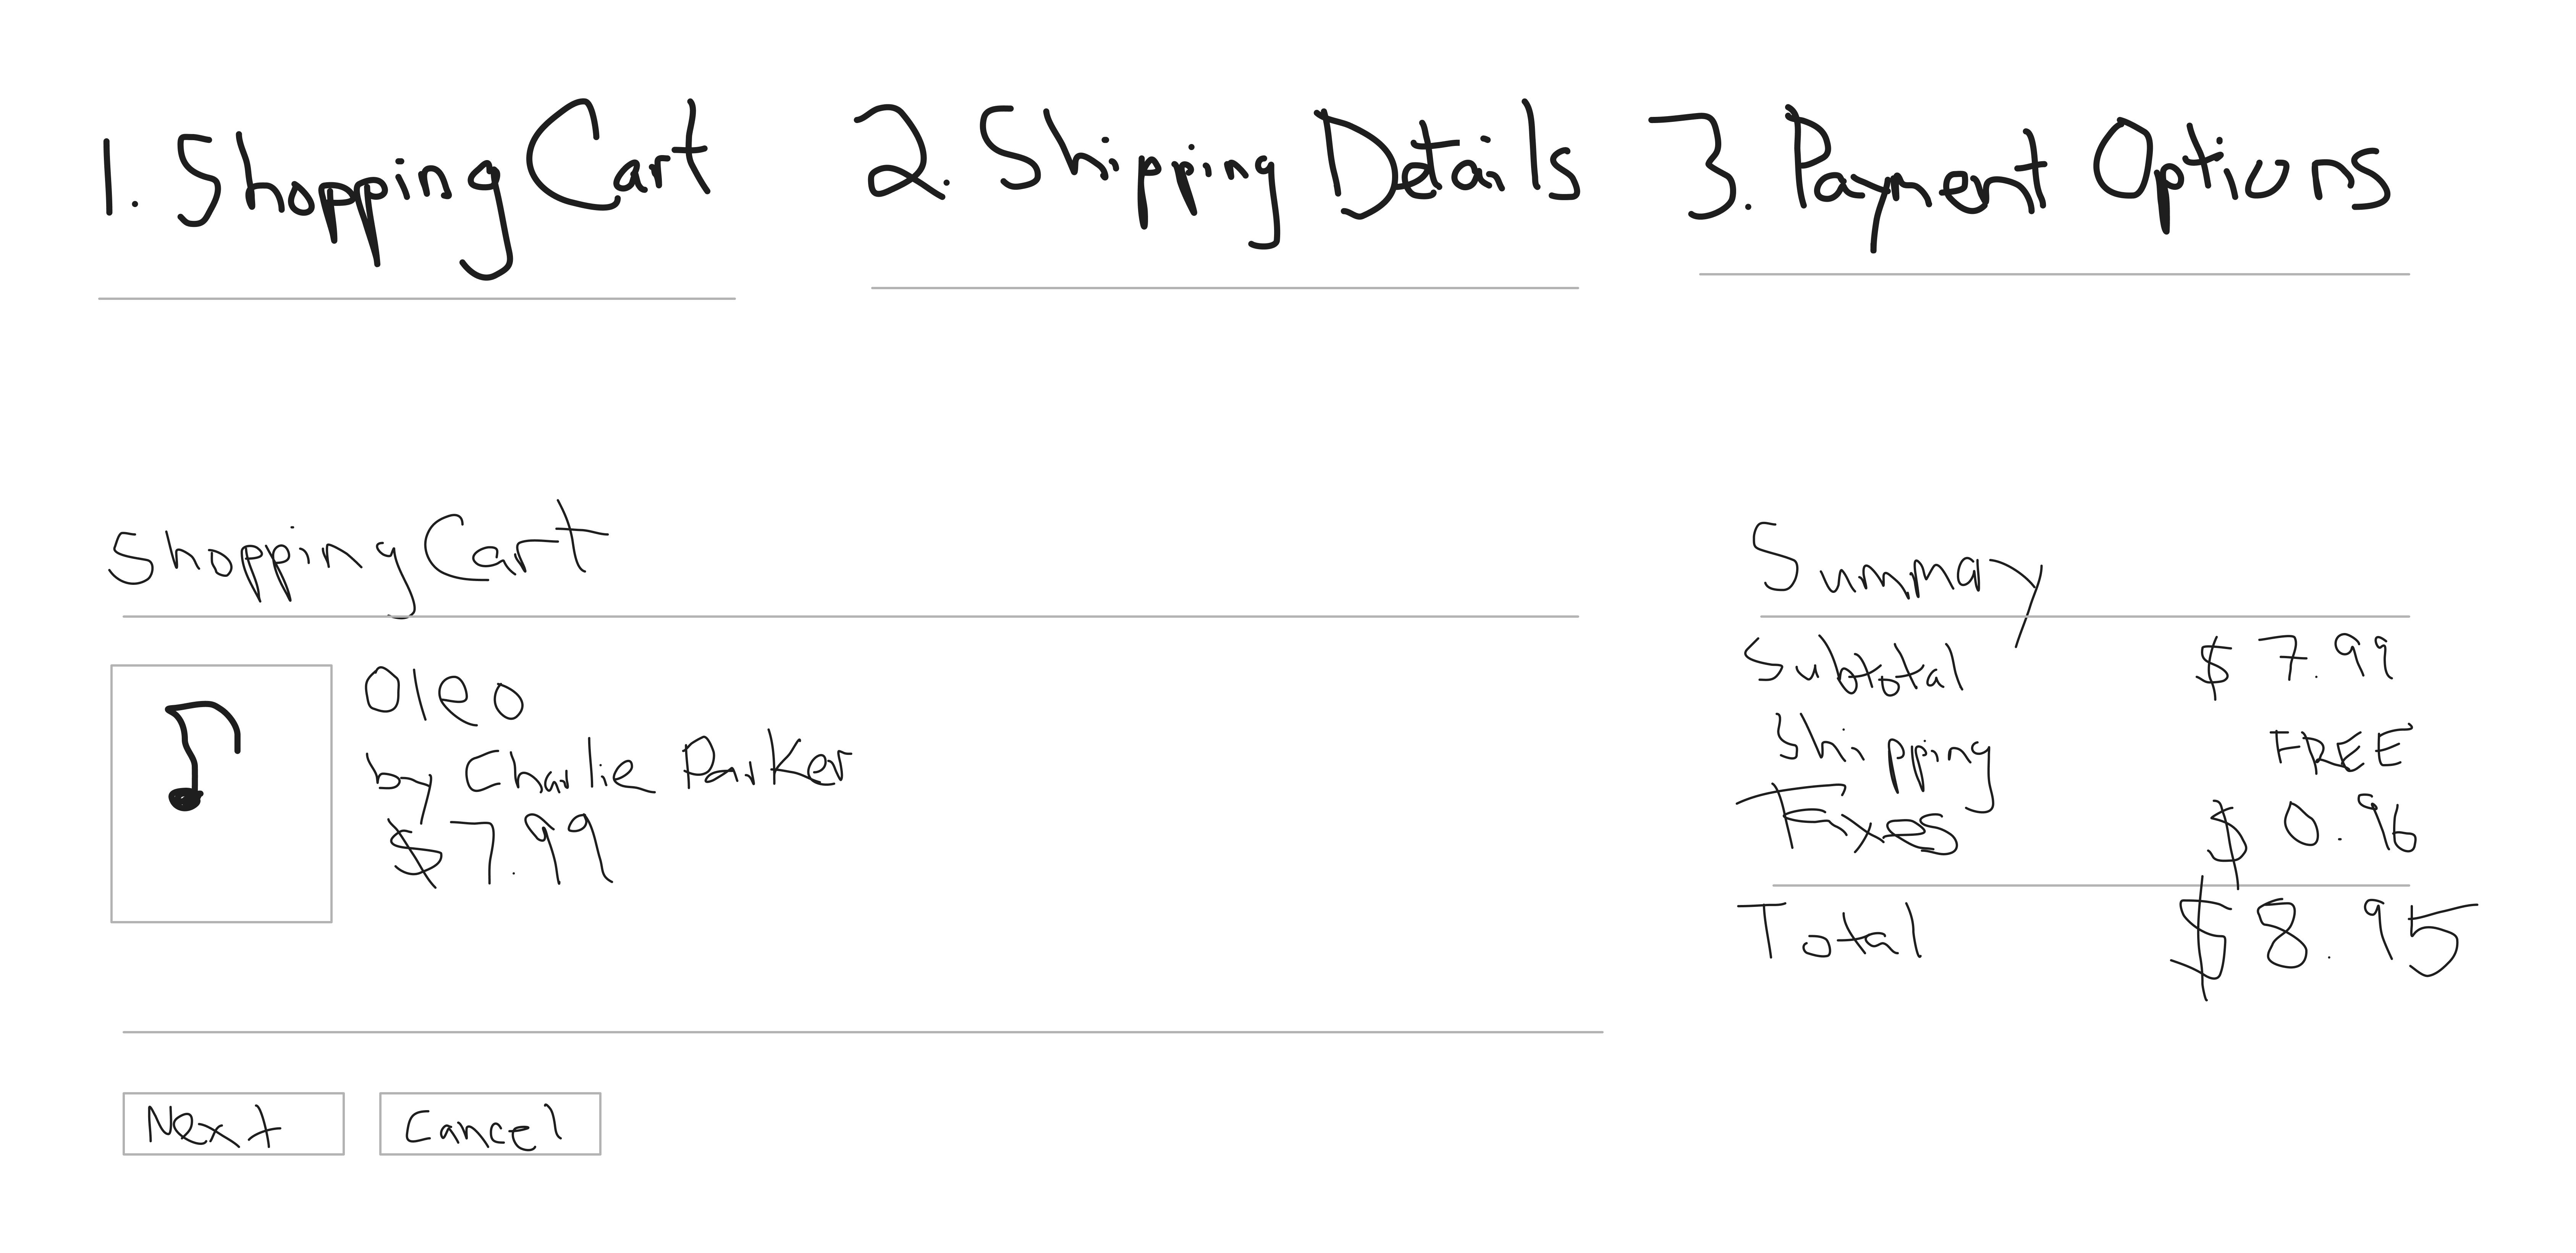 1. Shopping Cart
2. Shipping Details
3. Payment Options
Shopping Cart
Oleo
by Charlie Parker
$7.99
Next
Cancel
Summary
Subtotal $7.99
Shipping FREE
Taxes $0.96
Total $8.95